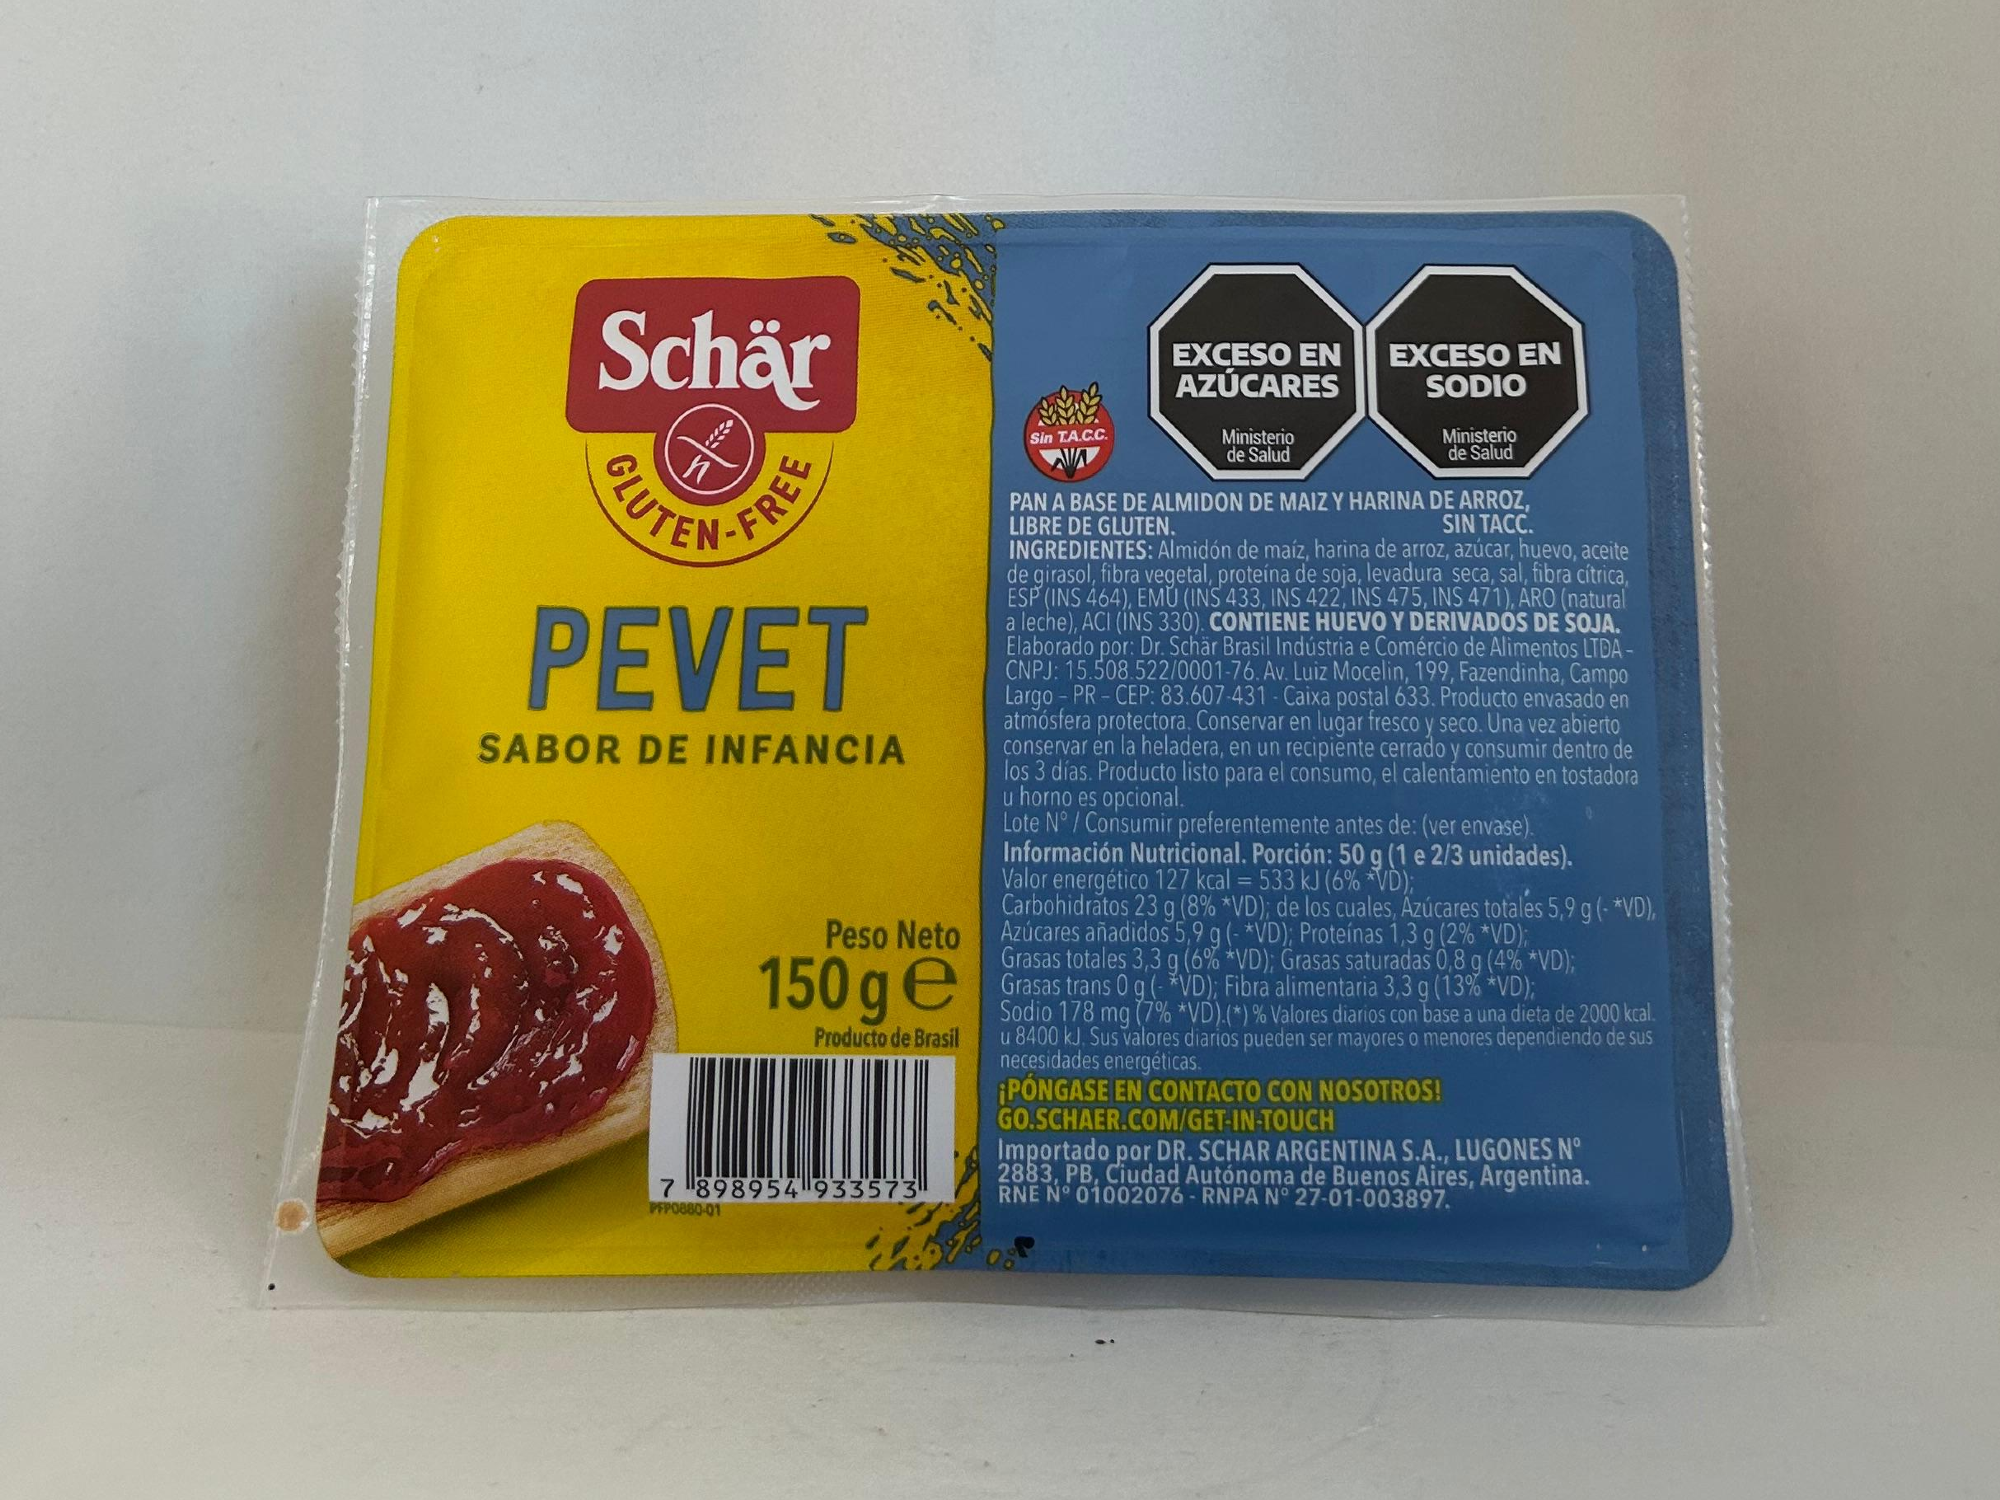 Schär
GLUTEN-FREE
PEVET
SABOR DE INFANCIA
Peso Neto
150 g ℮
Producto de Brasil
7 898954 933573
PFP0880-01
EXCESO EN
AZÚCARES
Ministerio
de Salud
EXCESO EN
SODIO
Ministerio
de Salud
Sin T.A.C.C.
PAN A BASE DE ALMIDON DE MAIZ Y HARINA DE ARROZ,
LIBRE DE GLUTEN. SIN TACC.
INGREDIENTES: Almidón de maíz, harina de arroz, azúcar, huevo, aceite
de girasol, fibra vegetal, proteína de soja, levadura seca, sal, fibra cítrica,
ESP (INS 464), EMU (INS 433, INS 422, INS 475, INS 471), ARO (natural
a leche), ACI (INS 330). CONTIENE HUEVO Y DERIVADOS DE SOJA.
Elaborado por: Dr. Schär Brasil Indústria e Comércio de Alimentos LTDA -
CNPJ: 15.508.522/0001-76. Av. Luiz Mocelin, 199, Fazendinha, Campo
Largo - PR - CEP: 83.607-431 - Caixa postal 633. Producto envasado en
atmósfera protectora. Conservar en lugar fresco y seco. Una vez abierto
conservar en la heladera, en un recipiente cerrado y consumir dentro de
los 3 días. Producto listo para el consumo, el calentamiento en tostadora
u horno es opcional.
Lote N° / Consumir preferentemente antes de: (ver envase).
Información Nutricional. Porción: 50 g (1 e 2/3 unidades).
Valor energético 127 kcal = 533 kJ (6% *VD);
Carbohidratos 23 g (8% *VD); de los cuales, Azúcares totales 5,9 g (- *VD),
Azúcares añadidos 5,9 g (- *VD); Proteínas 1,3 g (2% *VD);
Grasas totales 3,3 g (6% *VD); Grasas saturadas 0,8 g (4% *VD);
Grasas trans 0 g (- *VD); Fibra alimentaria 3,3 g (13% *VD);
Sodio 178 mg (7% *VD).(*) % Valores diarios con base a una dieta de 2000 kcal.
u 8400 kJ. Sus valores diarios pueden ser mayores o menores dependiendo de sus
necesidades energéticas.
¡PÓNGASE EN CONTACTO CON NOSOTROS!
GO.SCHAER.COM/GET-IN-TOUCH
Importado por DR. SCHAR ARGENTINA S.A., LUGONES N°
2883, PB, Ciudad Autónoma de Buenos Aires, Argentina.
RNE N° 01002076 - RNPA N° 27-01-003897.